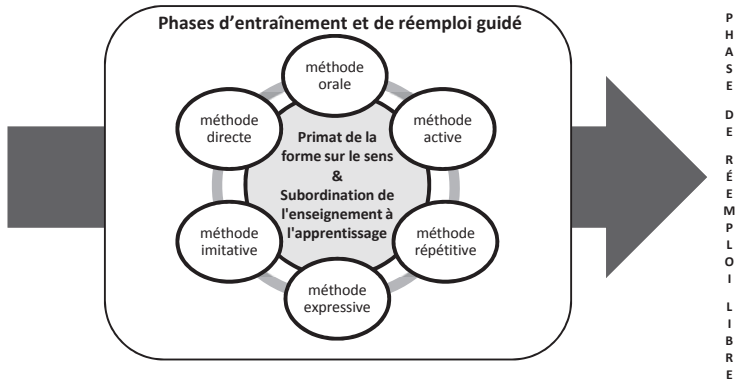 Phases d'entraînement et de réemploi guidé
méthode
orale
méthode
directe
méthode
active
Primat de la
forme sur le sens
&
Subordination de
l'enseignement à
l'apprentissage
méthode
imitative
méthode
répétitive
méthode
expressive
P
H
A
S
E
D
E
R
É
E
M
P
L
O
I
L
I
B
R
E